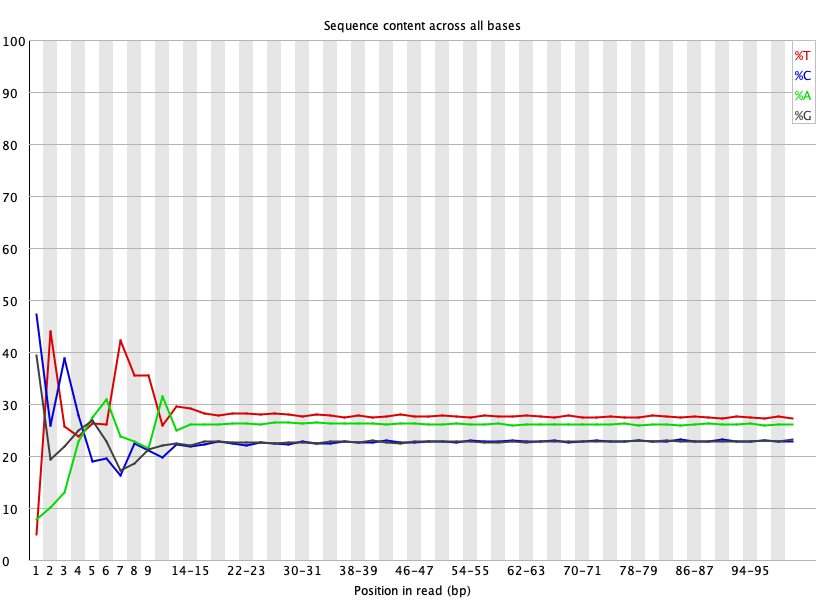 Sequence content across all bases
100
90
80
70
60
50
40
30
20
10
0
%T
%C
%A
%G
1 2 3 4 5 6 7 8 9 14-15 22-23 30-31 38-39 46-47 54-55 62-63 70-71 78-79 86-87 94-95
Position in read (bp)